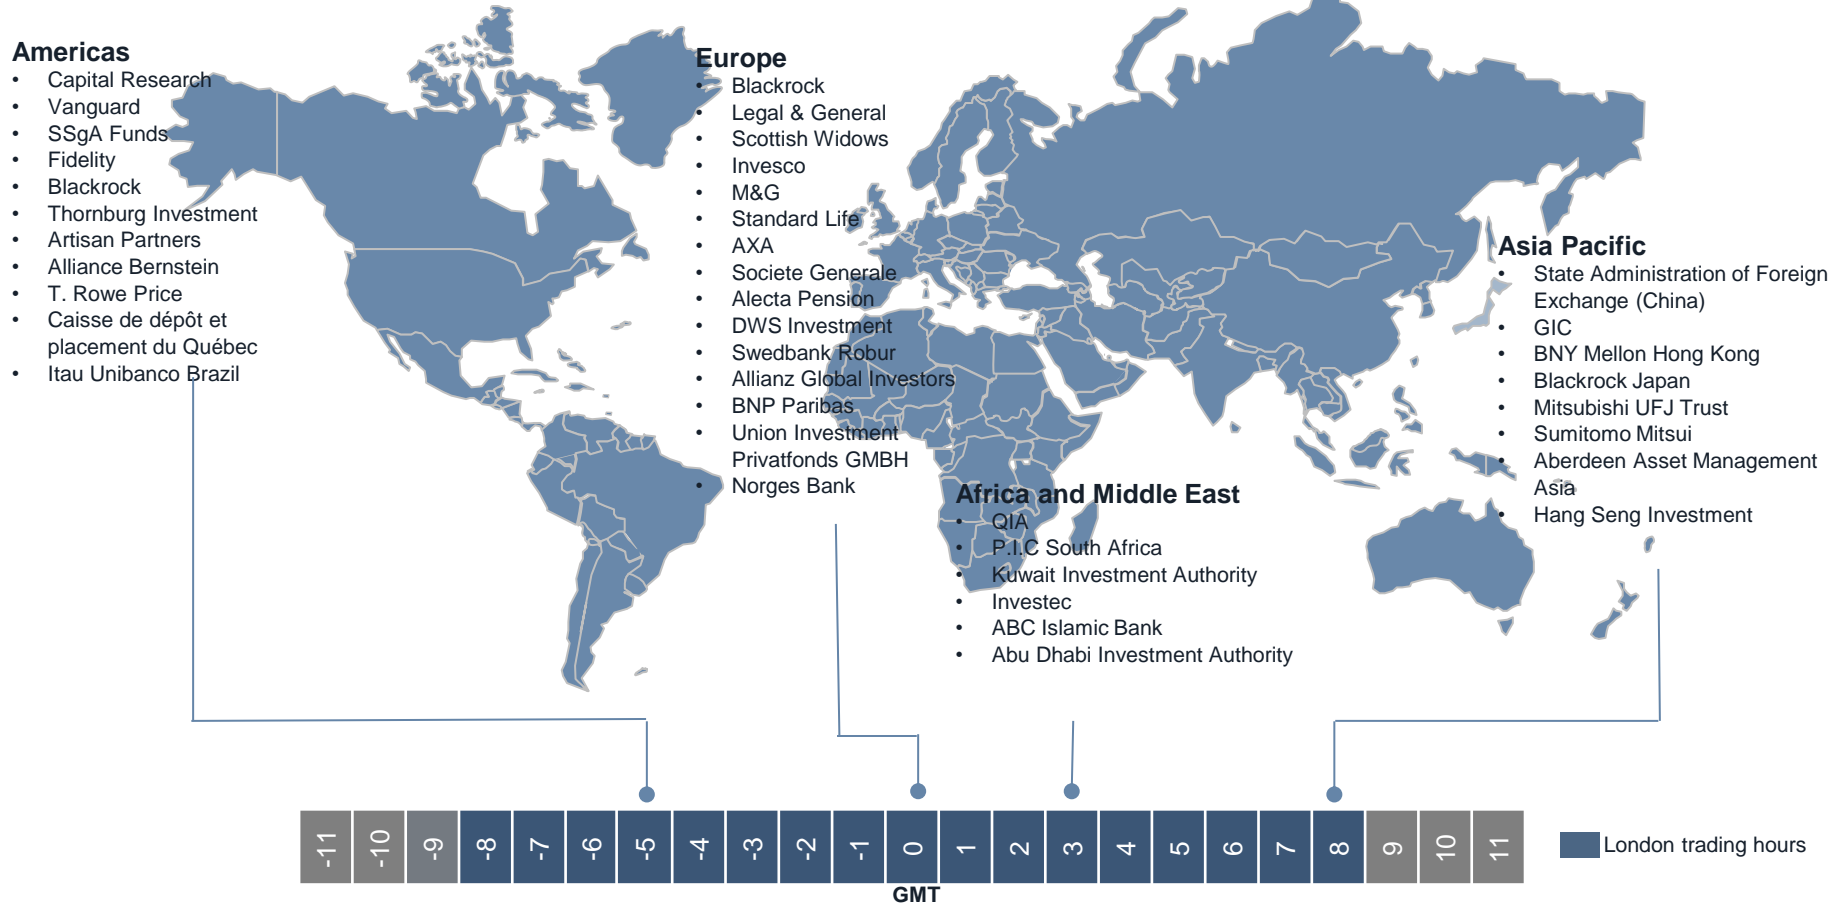 Americas
• Capital Research
• Vanguard
• SSgA Funds
• Fidelity
• Blackrock
• Thornburg Investment
• Artisan Partners
• Alliance Bernstein
• T. Rowe Price
• Caisse de dépôt et
placement du Québec
• Itau Unibanco Brazil
Europe
• Blackrock
• Legal & General
• Scottish Widows
• Invesco
• M&G
• Standard Life
• AXA
• Societe Generale
• Alecta Pension
• DWS Investment
• Swedbank Robur
• Allianz Global Investors
• BNP Paribas
• Union Investment
Privatfonds GMBH
• Norges Bank
Africa and Middle East
• QIA
• P.I.C South Africa
• Kuwait Investment Authority
• Investec
• ABC Islamic Bank
• Abu Dhabi Investment Authority
Asia Pacific
• State Administration of Foreign
Exchange (China)
• GIC
• BNY Mellon Hong Kong
• Blackrock Japan
• Mitsubishi UFJ Trust
• Sumitomo Mitsui
• Aberdeen Asset Management
Asia
• Hang Seng Investment
-11 -10 -9 -8 -7 -6 -5 -4 -3 -2 -1 0 1 2 3 4 5 6 7 8 9 10 11
London trading hours
GMT